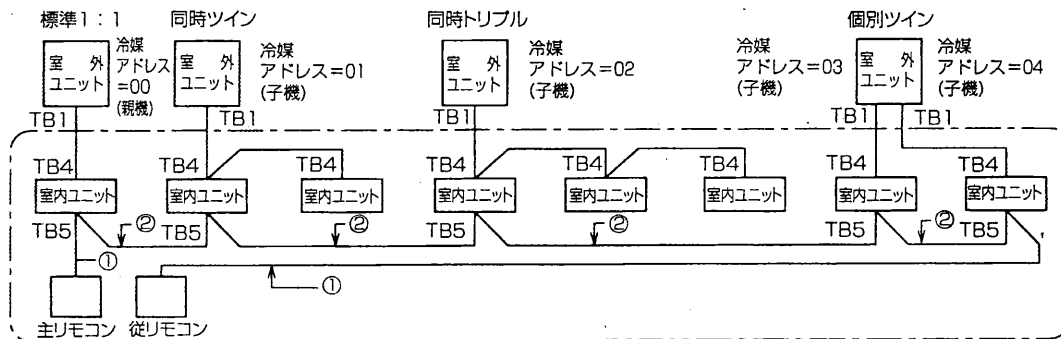 標準1：1
同時ツイン
同時トリプル
個別ツイン
室 外
ユニット
冷媒
アドレス
=00
(親機)
室 外
ユニット
冷媒
アドレス=01
(子機)
室 外
ユニット
冷媒
アドレス=02
(子機)
冷媒
アドレス=03
(子機)
室 外
ユニット
冷媒
アドレス=04
(子機)
TB1
TB1
TB1
TB1
TB1
TB4
TB4
TB4
TB4
TB4
TB4
TB4
TB4
室内ユニット
室内ユニット
室内ユニット
室内ユニット
室内ユニット
室内ユニット
室内ユニット
室内ユニット
TB5
②
TB5
②
TB5
②
TB5
②
TB5
①
①
主リモコン
従リモコン